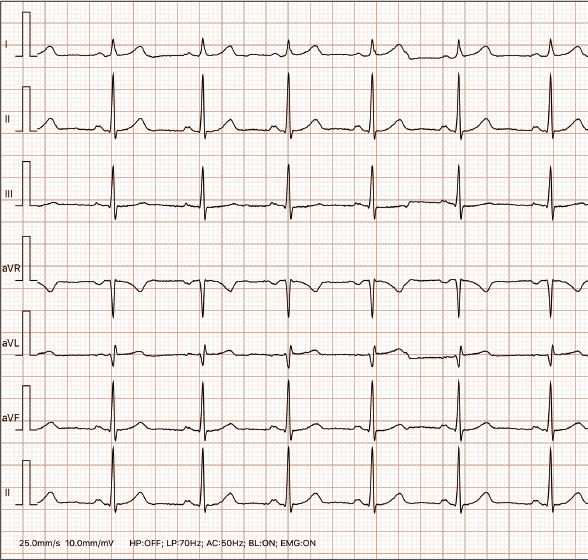 I
II
III
aVR
aVL
aVF
II
25.0mm/s 10.0mm/mV HP:OFF; LP:70Hz; AC:50Hz; BL:ON; EMG:ON